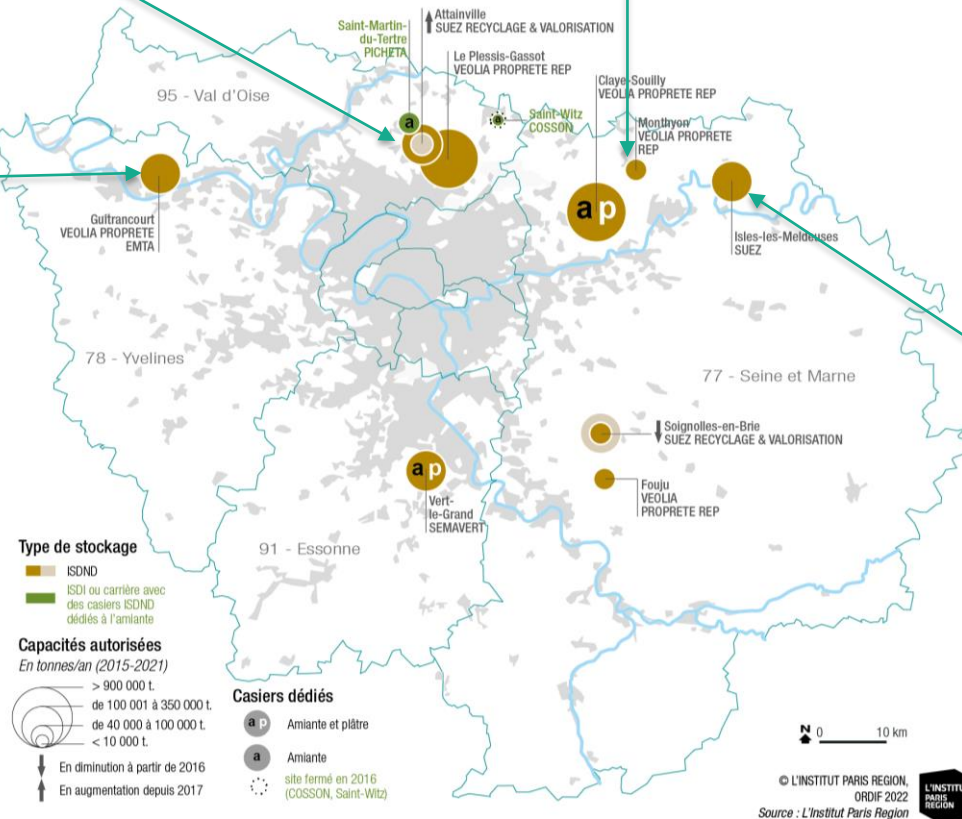 Attainville
SUEZ RECYCLAGE & VALORISATION
Saint-Martin-
du-Tertre
PICHETA
Le Plessis-Gassot
VEOLIA PROPRETE REP
95 - Val d'Oise
a
a
Saint-Witz
COSSON
Claye-Souilly
VEOLIA PROPRETE REP
Monthyon
VEOLIA PROPRETE
REP
a p
Guitrancourt
VEOLIA PROPRETE
EMTA
Isles-les-Meldeuses
SUEZ
78 - Yvelines
77 - Seine et Marne
Soignolles-en-Brie
SUEZ RECYCLAGE & VALORISATION
a p
Vert-
le-Grand
SEMAVERT
Fouju
VEOLIA
PROPRETE REP
91 - Essonne
Type de stockage
ISDND
ISDI ou carrière avec
des casiers ISDND
dédiés à l'amiante
Capacités autorisées
En tonnes/an (2015-2021)
> 900 000 t.
de 100 001 à 350 000 t.
de 40 000 à 100 000 t.
< 10 000 t.
En diminution à partir de 2016
En augmentation depuis 2017
Casiers dédiés
a p Amiante et plâtre
a Amiante
site fermé en 2016
(COSSON, Saint-Witz)
N 0 10 km
© L'INSTITUT PARIS REGION,
ORDIF 2022
Source : L'Institut Paris Region
L'INSTITUT
PARIS
REGION